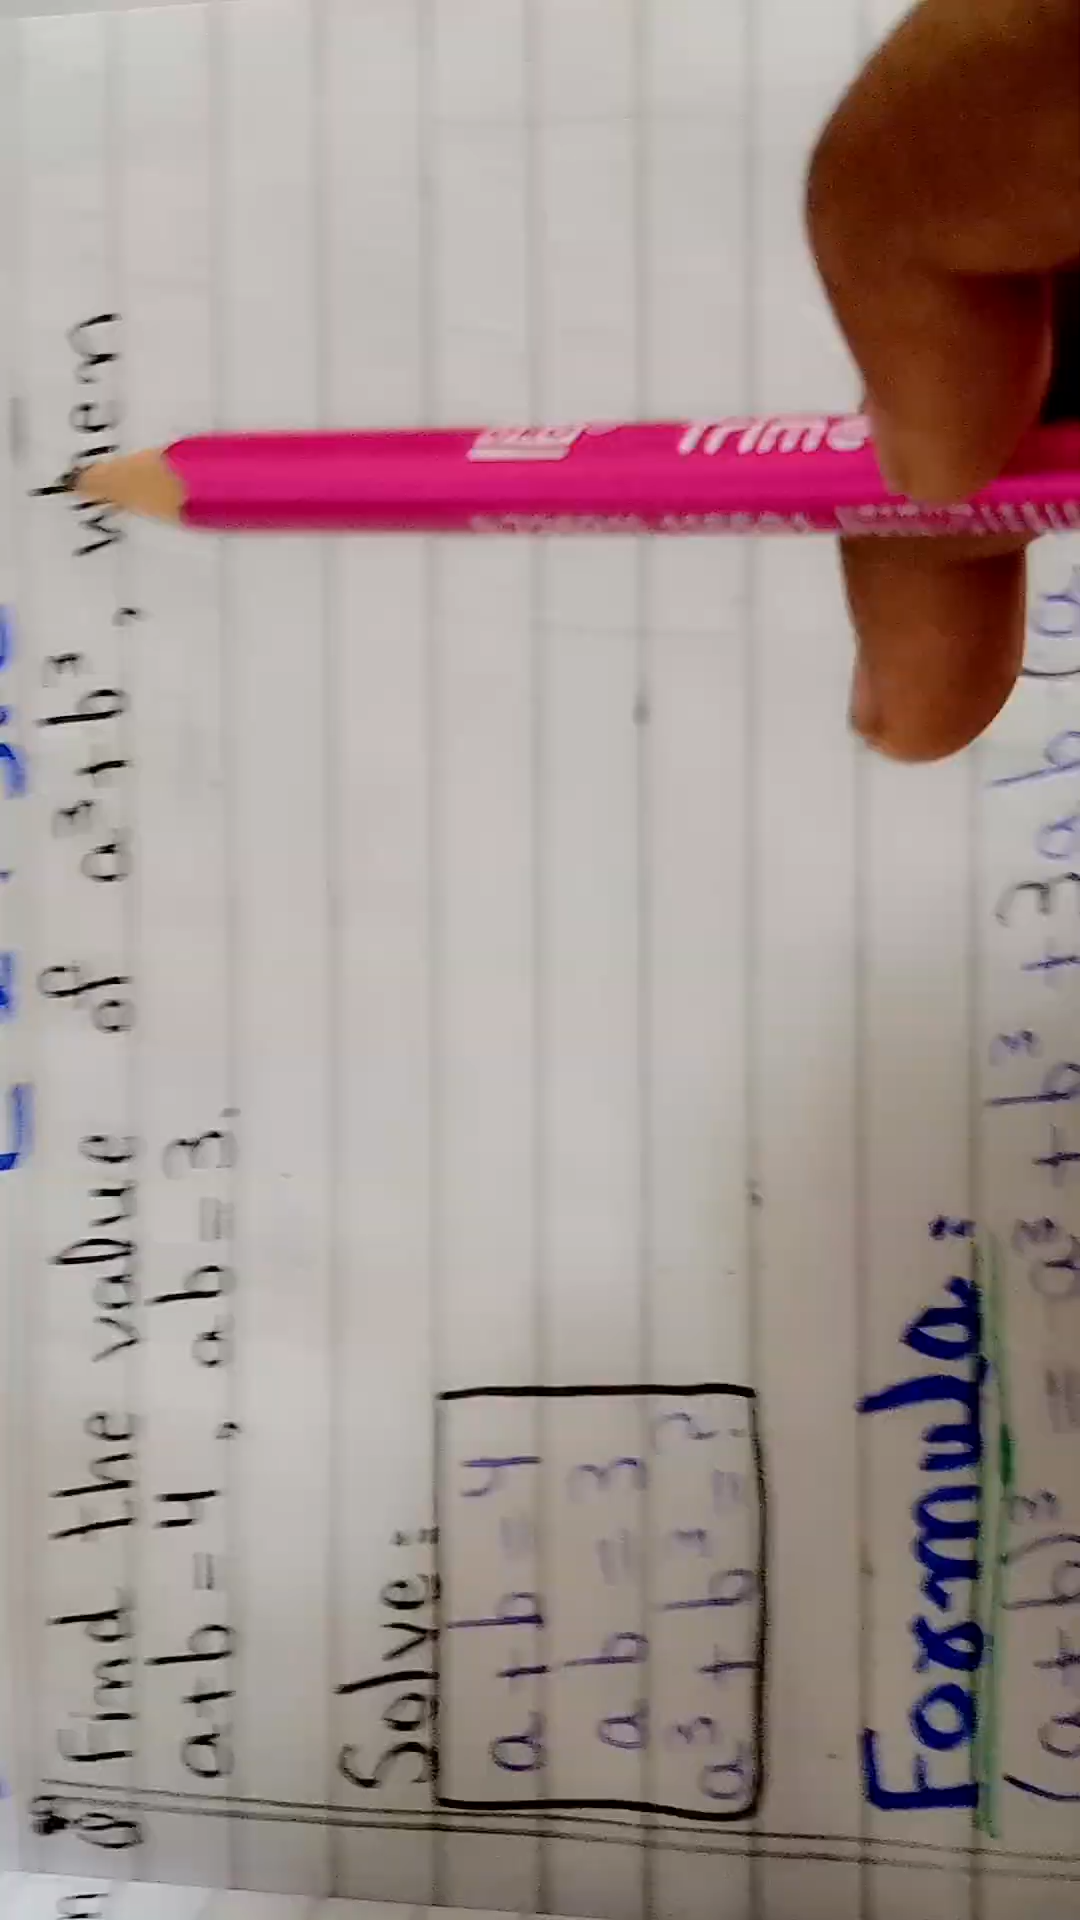 Q// Find the value of a³+b³, when
a+b=4, ab=3.
Solve:
a+b=4
ab=3
a³+b³=?
Formula:
(a+b)³ = a³+b³+3ab(a
Trime